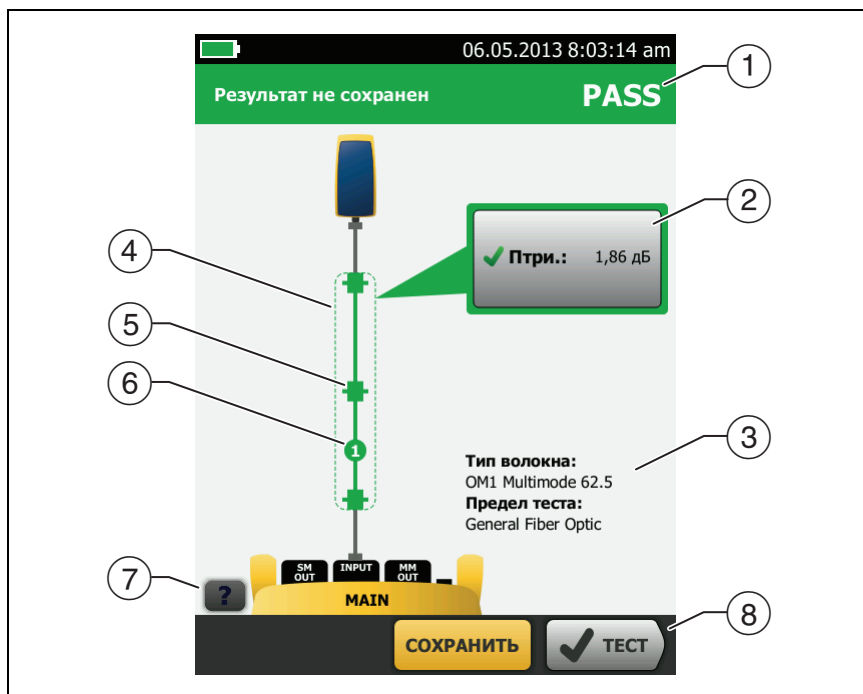 06.05.2013 8:03:14 am
Результат не сохранен
PASS
1
2
Птри.: 1,86 дБ
4
5
6
1
3
Тип волокна:
OM1 Multimode 62.5
Предел теста:
General Fiber Optic
SM OUT
INPUT
MM OUT
7
?
MAIN
СОХРАНИТЬ
ТЕСТ
8